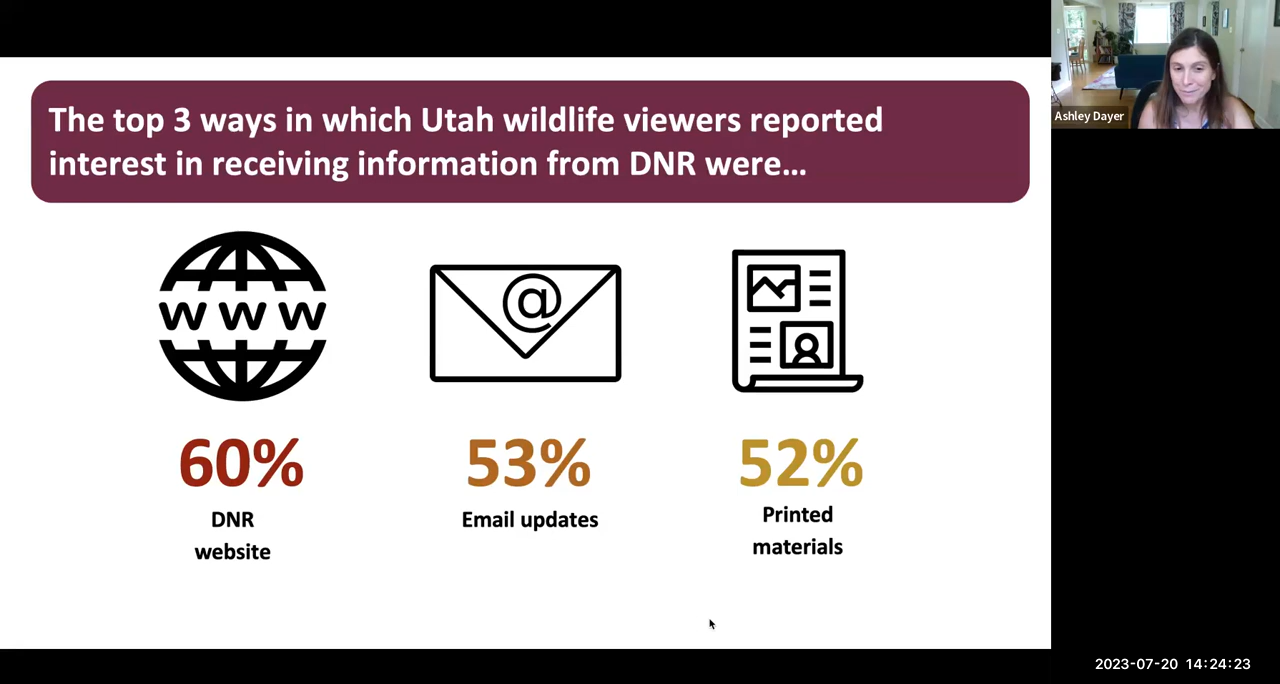 The top 3 ways in which Utah wildlife viewers reported
interest in receiving information from DNR were…
Ashley Dayer
www
@
60%
53%
52%
DNR
website
Email updates
Printed
materials
2023-07-20 14:24:23